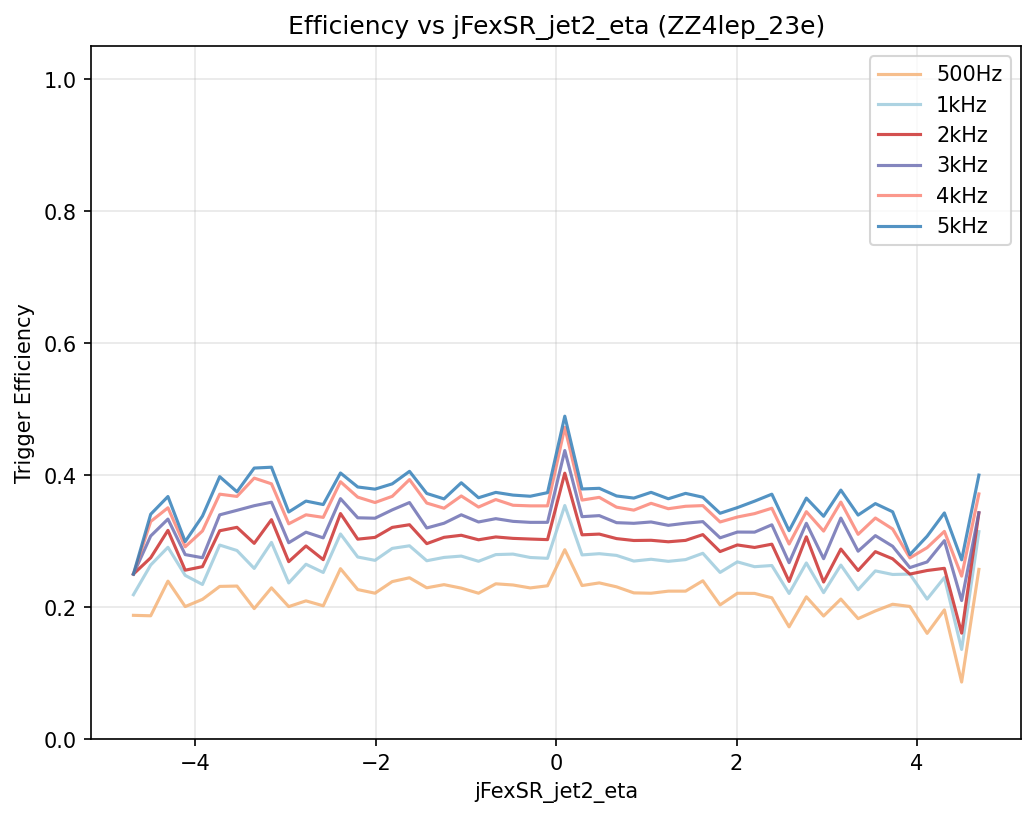 Efficiency vs jFexSR_jet2_eta (ZZ4lep_23e)
1.0
0.8
0.6
0.4
0.2
0.0
Trigger Efficiency
500Hz
1kHz
2kHz
3kHz
4kHz
5kHz
−4
−2
0
2
4
jFexSR_jet2_eta